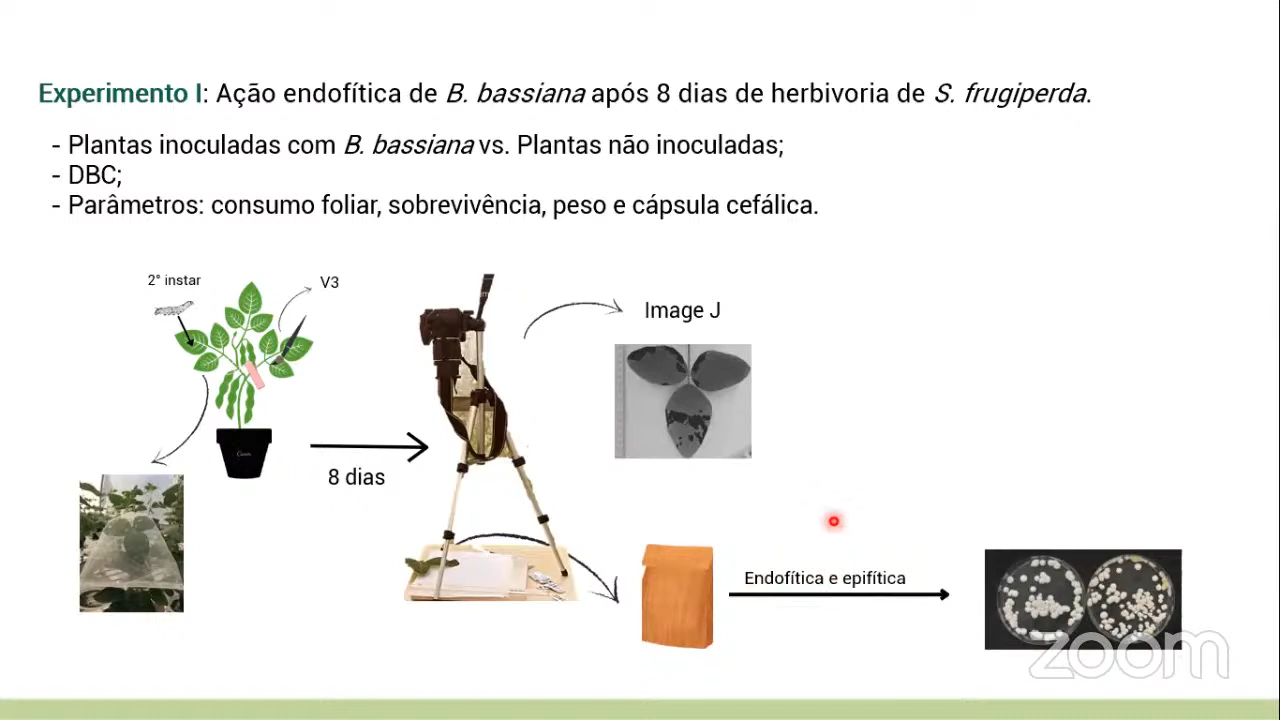 Experimento I: Ação endofítica de B. bassiana após 8 dias de herbivoria de S. frugiperda.
- Plantas inoculadas com B. bassiana vs. Plantas não inoculadas;
- DBC;
- Parâmetros: consumo foliar, sobrevivência, peso e cápsula cefálica.
2° instar
V3
Image J
8 dias
Endofítica e epifítica
zoom